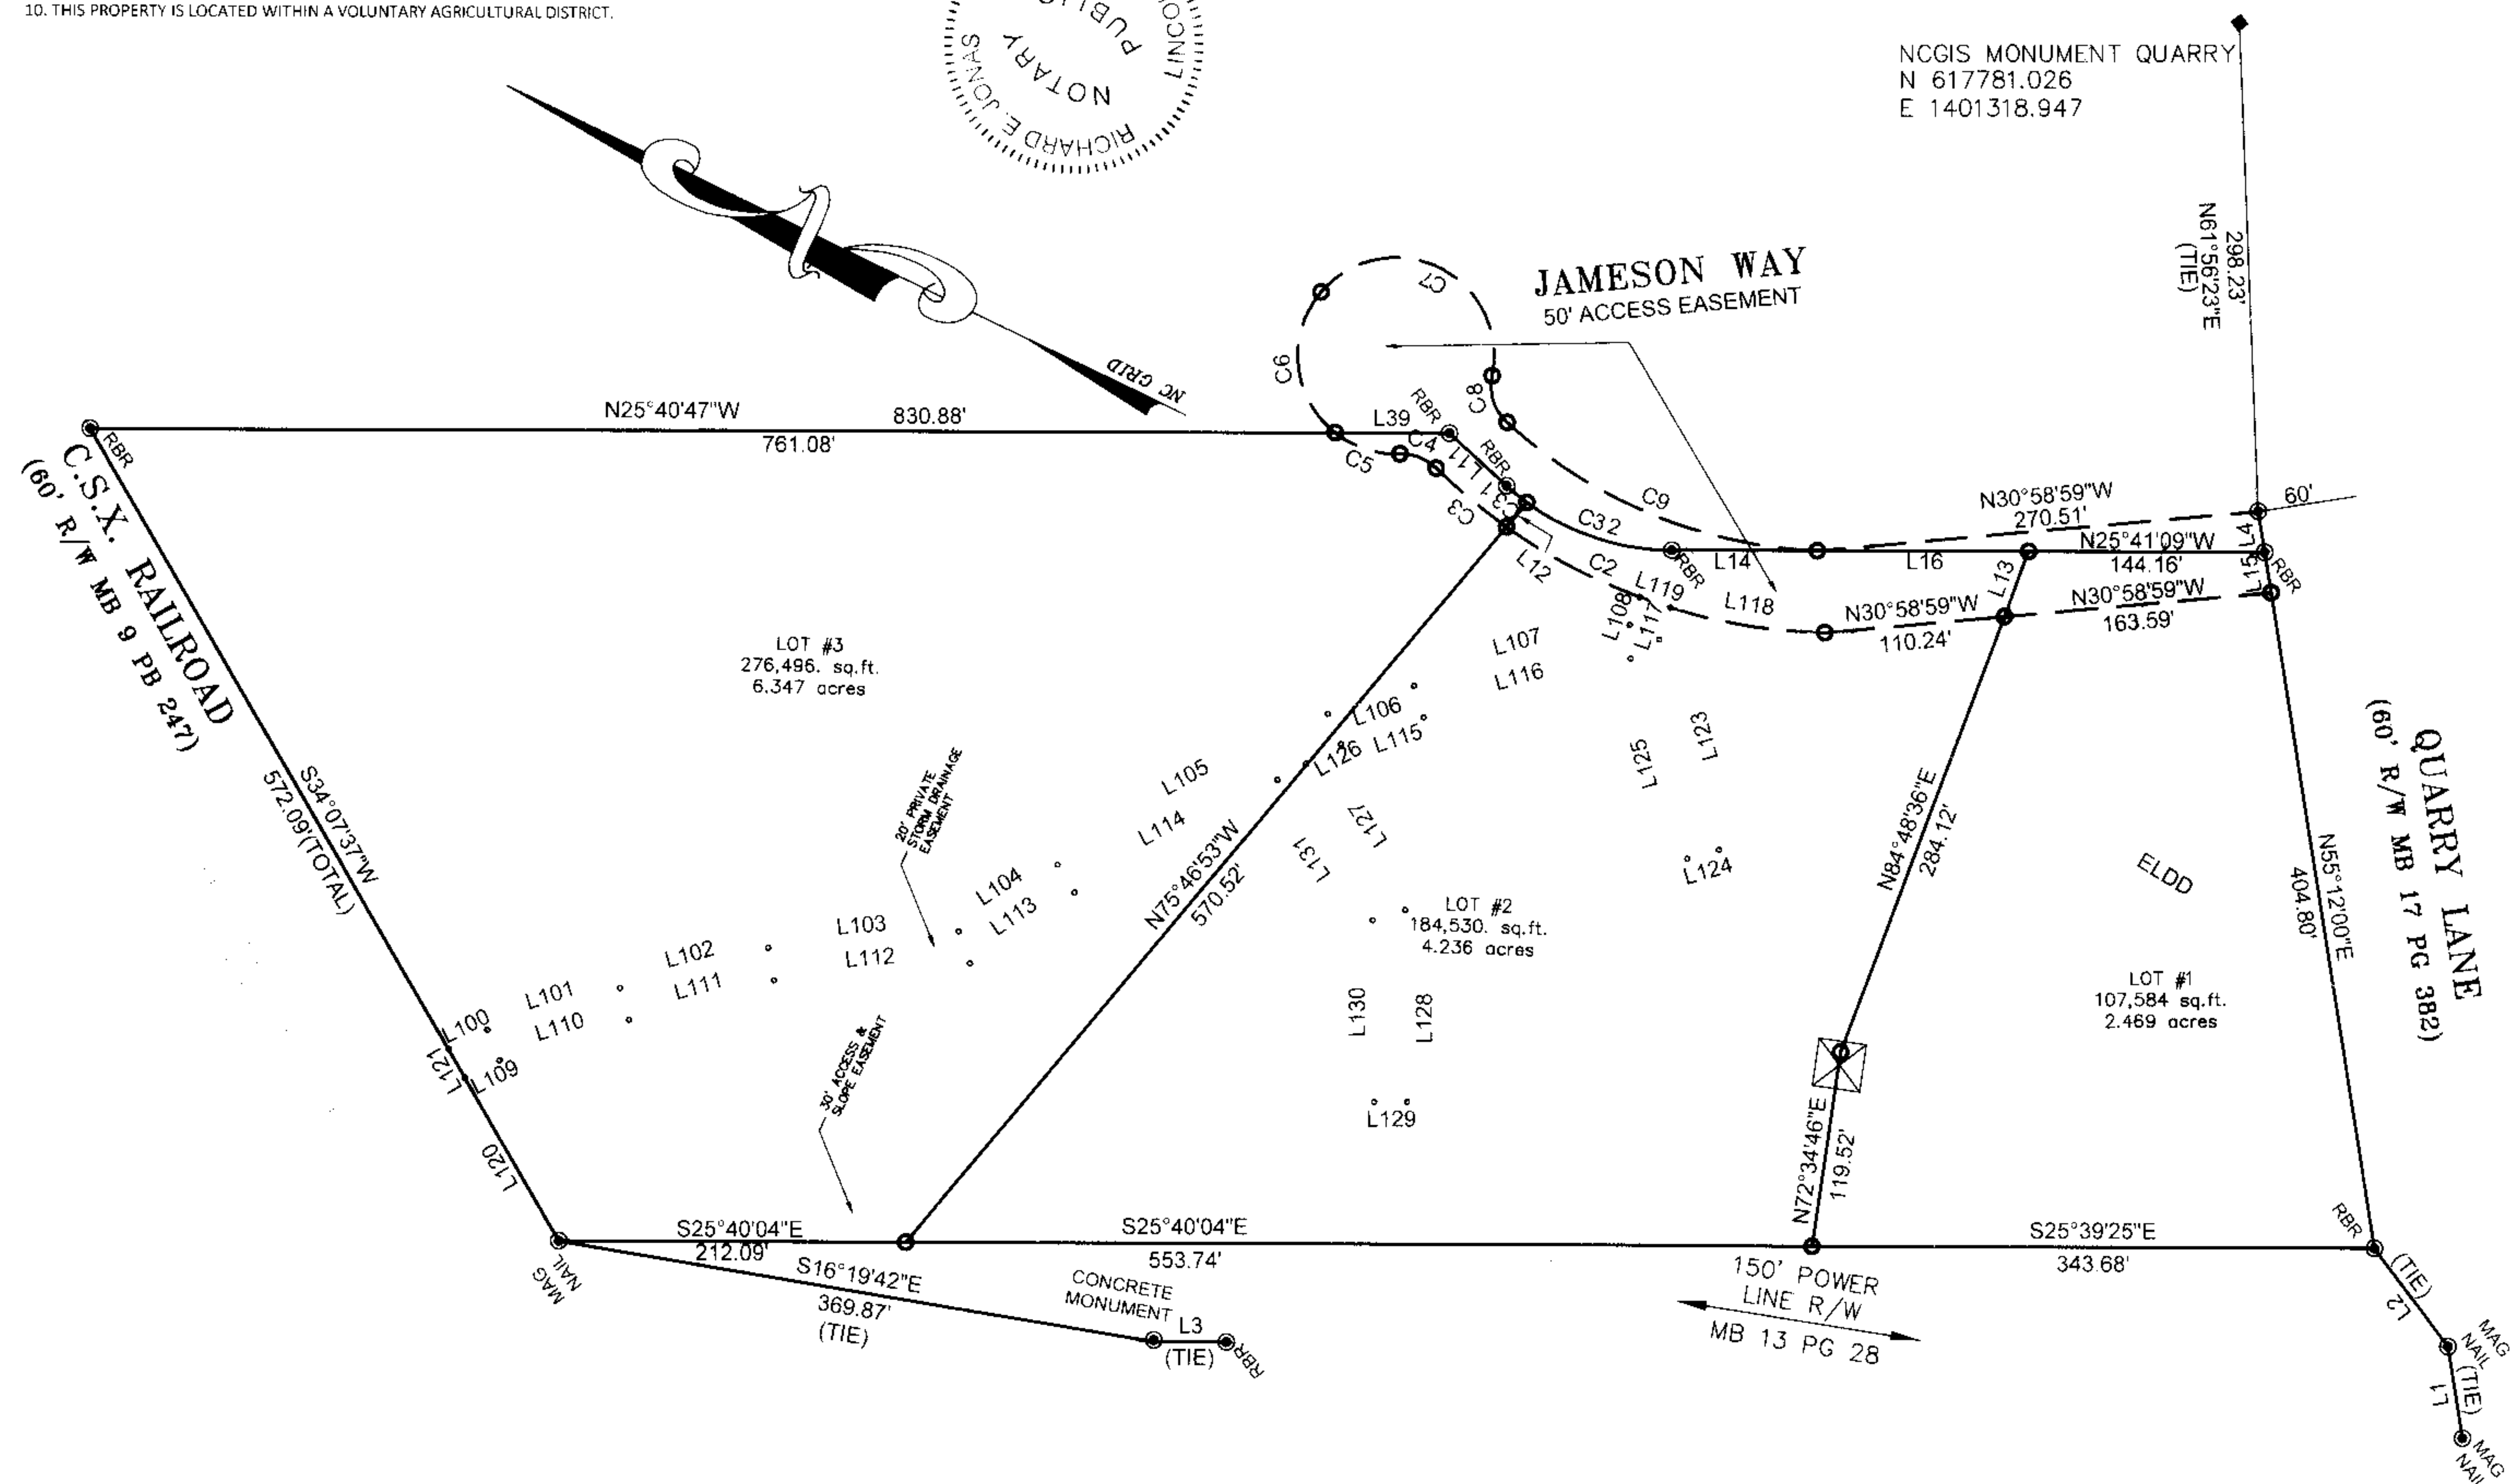 10. THIS PROPERTY IS LOCATED WITHIN A VOLUNTARY AGRICULTURAL DISTRICT.
RICHARD E. JONAS
NOTARY
PUBLIC
NCGIS MONUMENT QUARRY
N 617781.026
E 1401318.947
298.23'
N61°56'23"E
(TIE)
NC GRID
JAMESON WAY
50' ACCESS EASEMENT
C7
C6
C8
RBR
L39
C4
L11
RBR
C5
C3
L12
C32
C9
C2
N25°40'47"W
830.88'
761.08'
RBR
C.S.X. RAILROAD
(60' R/W MB 9 PB 247)
S34°07'37"W
572.09'(TOTAL)
N30°58'59"W
270.51'
60'
L4
N25°41'09"W
144.16'
L15
RBR
L14
L16
RBR
L13
N30°58'59"W
163.59'
N30°58'59"W
110.24'
L119
L118
L108
L117
L107
L116
L106
L115
L126
L105
L114
L127
L131
L125
L123
L124
LOT #3
276,496. sq.ft.
6.347 acres
20' PRIVATE
STORM DRAINAGE
EASEMENT
N75°46'53"W
570.52'
L104
L113
L103
L112
L102
L111
L101
L110
L100
L109
L121
L120
LOT #2
184,530. sq.ft.
4.236 acres
L130
L128
L129
N84°48'36"E
284.12'
N72°34'46"E
119.52'
ELDD
LOT #1
107,584 sq.ft.
2.469 acres
QUARRY LANE
(60' R/W MB 17 PG 382)
N55°12'00"E
404.80'
30' ACCESS &
SLOPE EASEMENT
S25°40'04"E
212.09'
S25°40'04"E
553.74'
S25°39'25"E
343.68'
RBR
MAG
NAIL
S16°19'42"E
369.87'
(TIE)
CONCRETE
MONUMENT
L3
(TIE)
RBR
150' POWER
LINE R/W
MB 13 PG 28
(TIE)
L2
MAG
NAIL
(TIE)
L1
MAG
NAIL